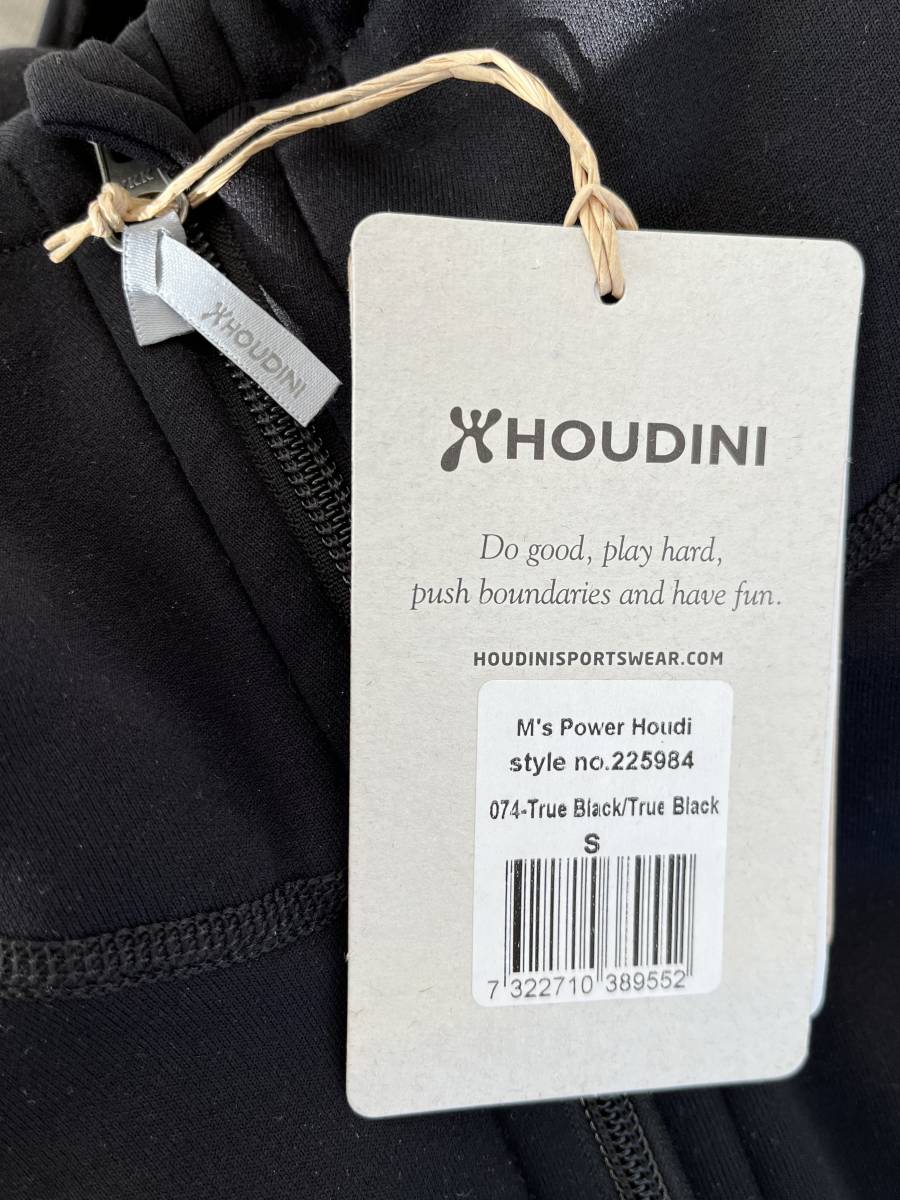 YKK
HOUDINI
HOUDINI
Do good, play hard,
push boundaries and have fun.
HOUDINISPORTSWEAR.COM
M's Power Houdi
style no.225984
074-True Black/True Black
S
7 322710 389552